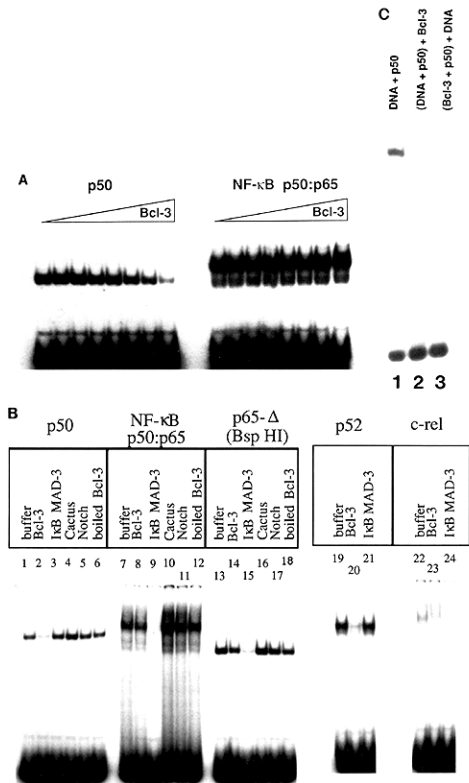 A
p50
Bcl-3
NF-κB p50:p65
Bcl-3
C
DNA + p50
(DNA + p50) + Bcl-3
(Bcl-3 + p50) + DNA
1 2 3
B
p50
buffer
Bcl-3
IκB MAD-3
Cactus
Notch
boiled Bcl-3
1 2 3 4 5 6
NF-κB
p50:p65
buffer
Bcl-3
IκB MAD-3
Cactus
Notch
boiled Bcl-3
7 8 9 10 11 12
p65-Δ
(Bsp HI)
buffer
Bcl-3
IκB MAD-3
Cactus
Notch
boiled Bcl-3
13 14 15 16 17 18
p52
buffer
Bcl-3
IκB MAD-3
19 20 21
c-rel
buffer
Bcl-3
IκB MAD-3
22 23 24